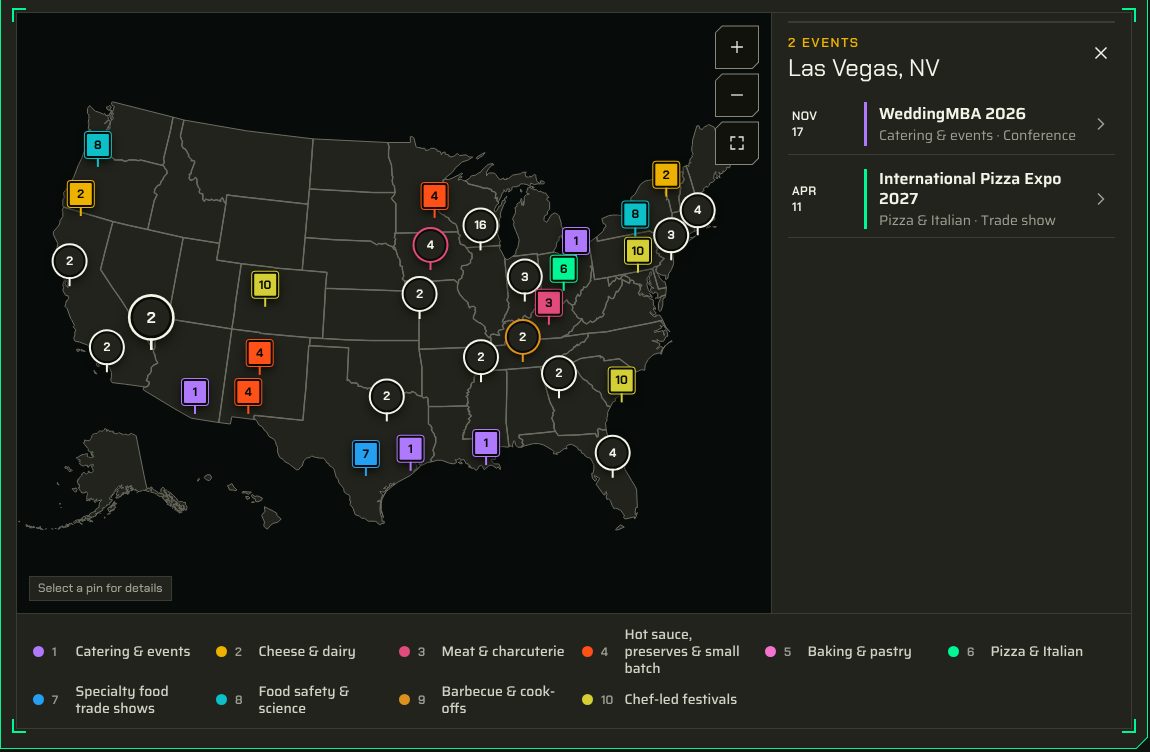 +
−
8
2
2
2
2
10
4
4
1
4
4
2
2
7
1
16
3
2
2
1
1
6
3
2
10
4
2
8
10
3
4
Select a pin for details
2 EVENTS
Las Vegas, NV
NOV
17
WeddingMBA 2026
Catering & events · Conference
APR
11
International Pizza Expo
2027
Pizza & Italian · Trade show
1 Catering & events
2 Cheese & dairy
3 Meat & charcuterie
4 Hot sauce,
preserves & small
batch
5 Baking & pastry
6 Pizza & Italian
7 Specialty food
trade shows
8 Food safety &
science
9 Barbecue & cook-
offs
10 Chef-led festivals